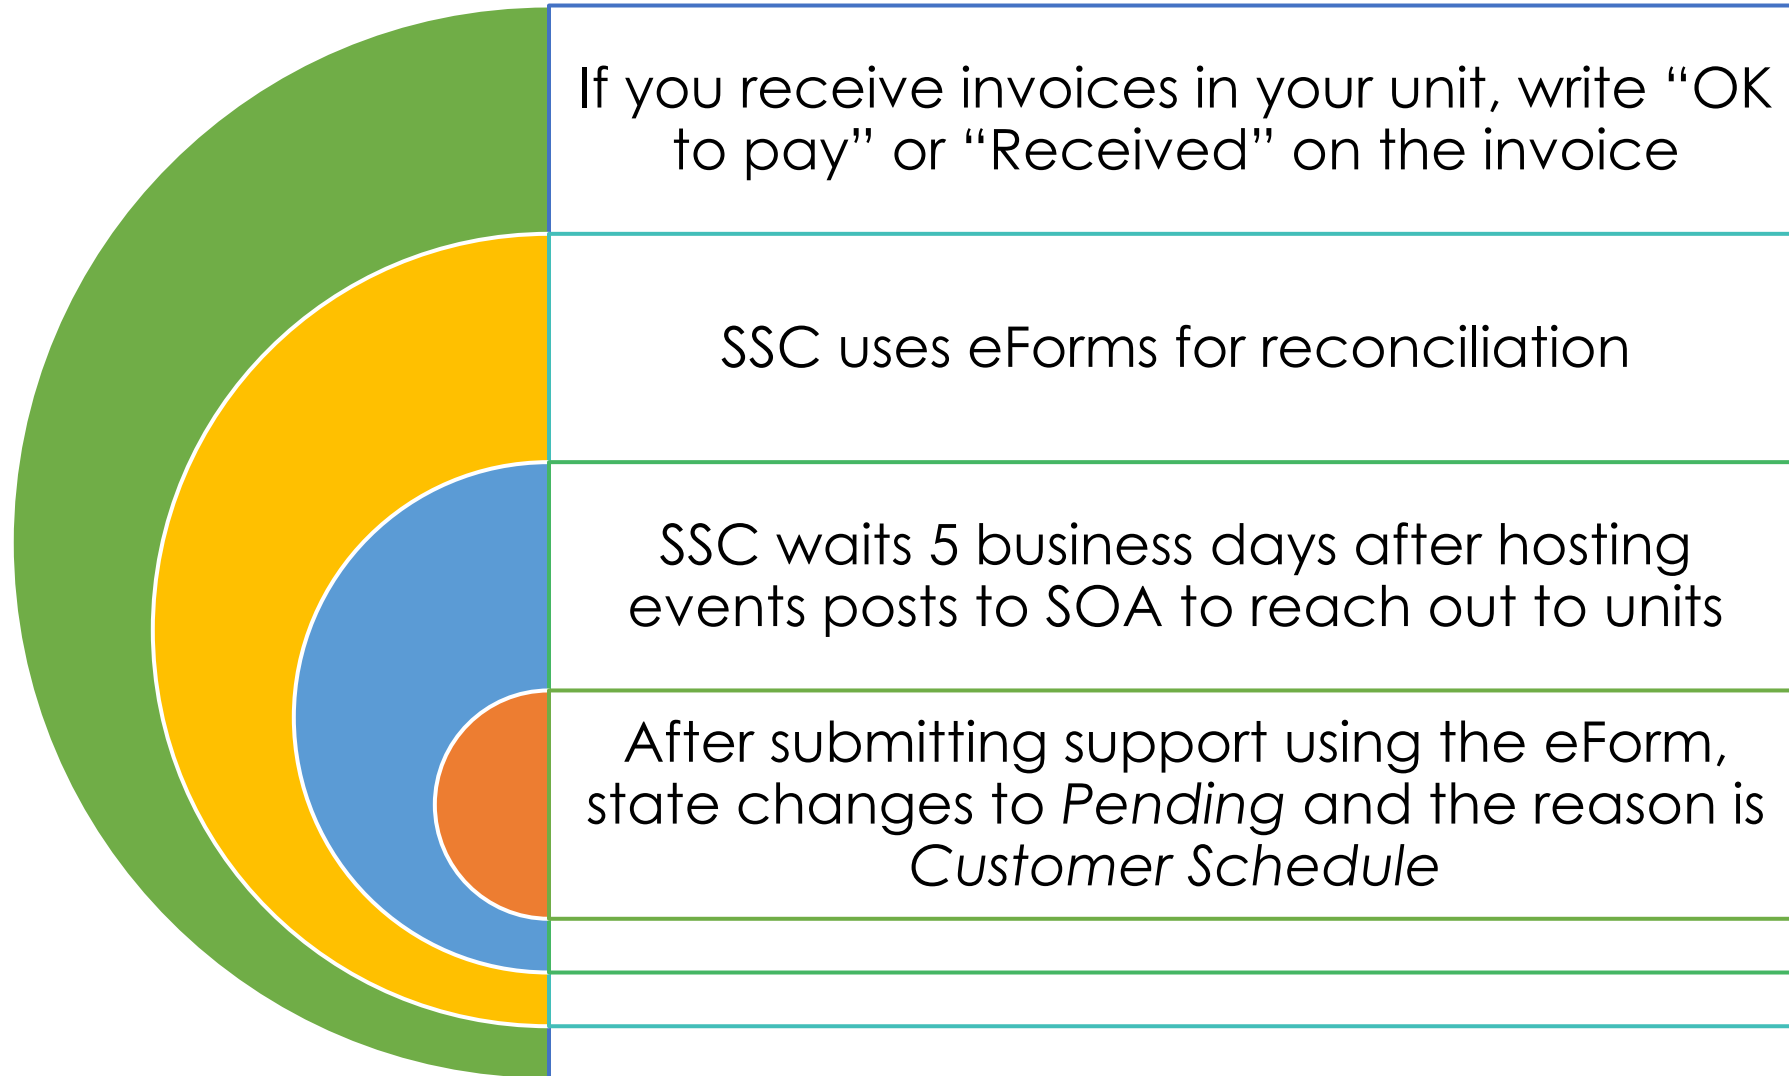 If you receive invoices in your unit, write “OK
to pay” or “Received” on the invoice
SSC uses eForms for reconciliation
SSC waits 5 business days after hosting
events posts to SOA to reach out to units
After submitting support using the eForm,
state changes to Pending and the reason is
Customer Schedule